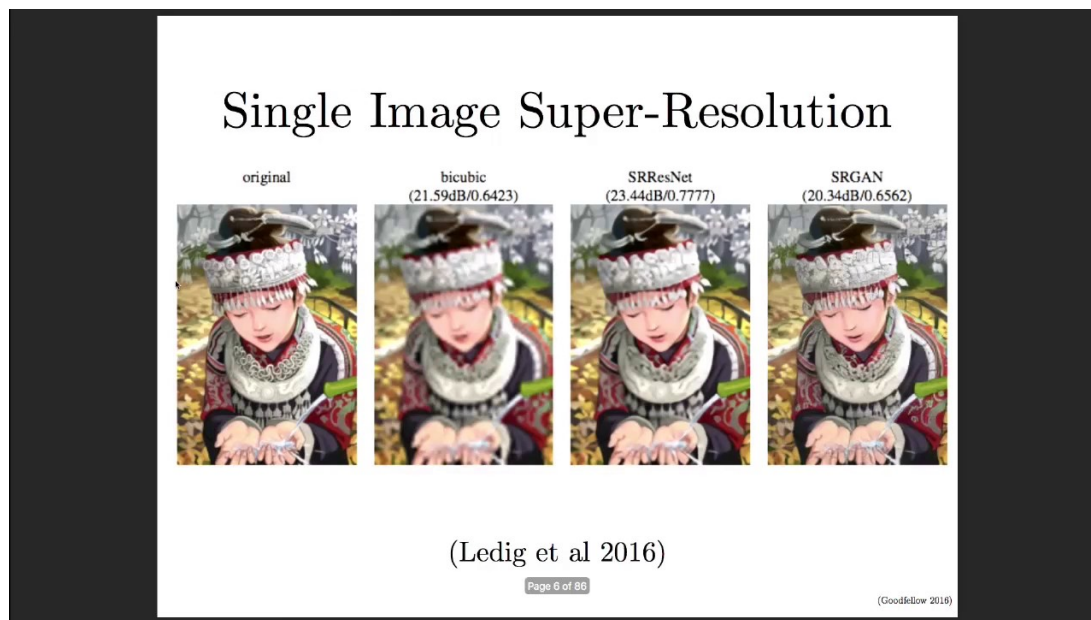 Single Image Super-Resolution
original
bicubic
(21.59dB/0.6423)
SRResNet
(23.44dB/0.7777)
SRGAN
(20.34dB/0.6562)
(Ledig et al 2016)
Page 6 of 86
(Goodfellow 2016)